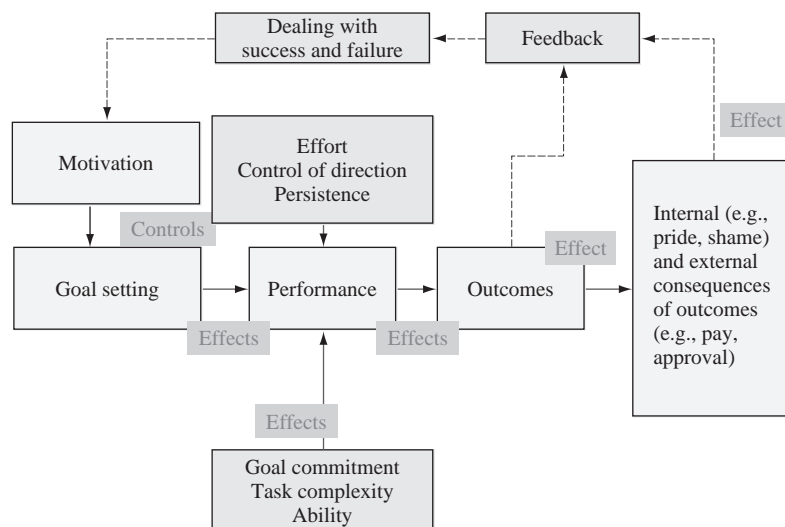 Dealing with
success and failure
Feedback
Effect
Motivation
Effort
Control of direction
Persistence
Controls
Internal (e.g.,
pride, shame)
and external
consequences
of outcomes
(e.g., pay,
approval)
Effect
Goal setting
Performance
Outcomes
Effects
Effects
Effects
Goal commitment
Task complexity
Ability